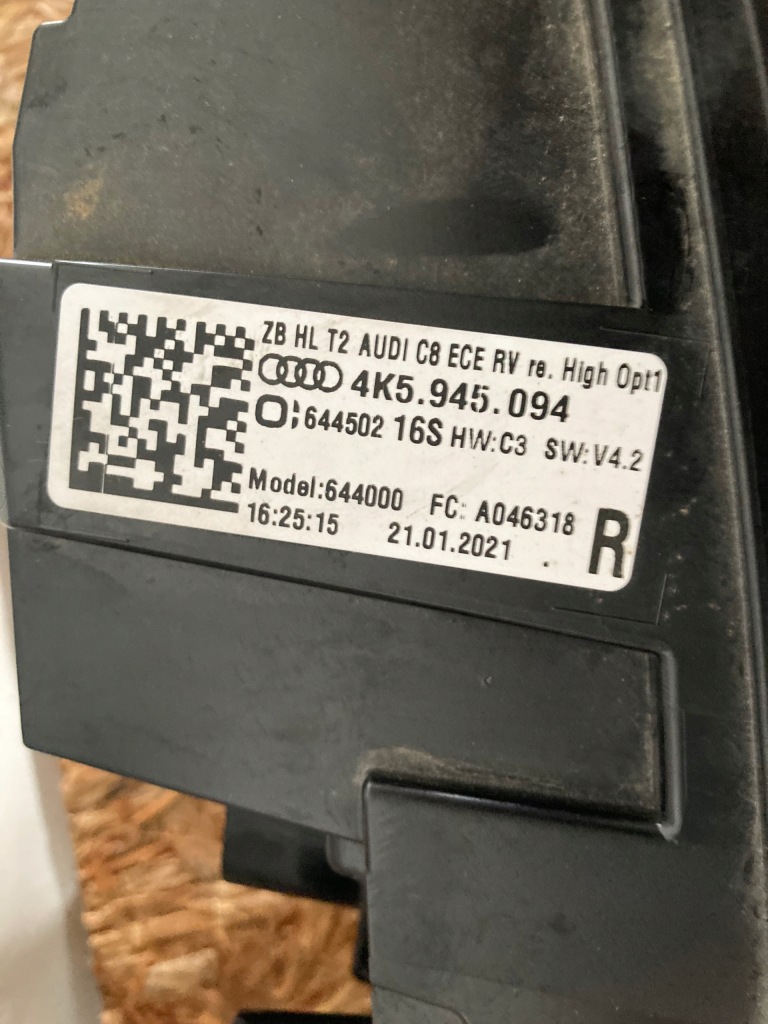 ZB HL T2 AUDI C8 ECE RV re. High Opt1
4K5.945.094
644502 16S HW:C3 SW:V4.2
Model:644000 FC: A046318
16:25:15 21.01.2021 R